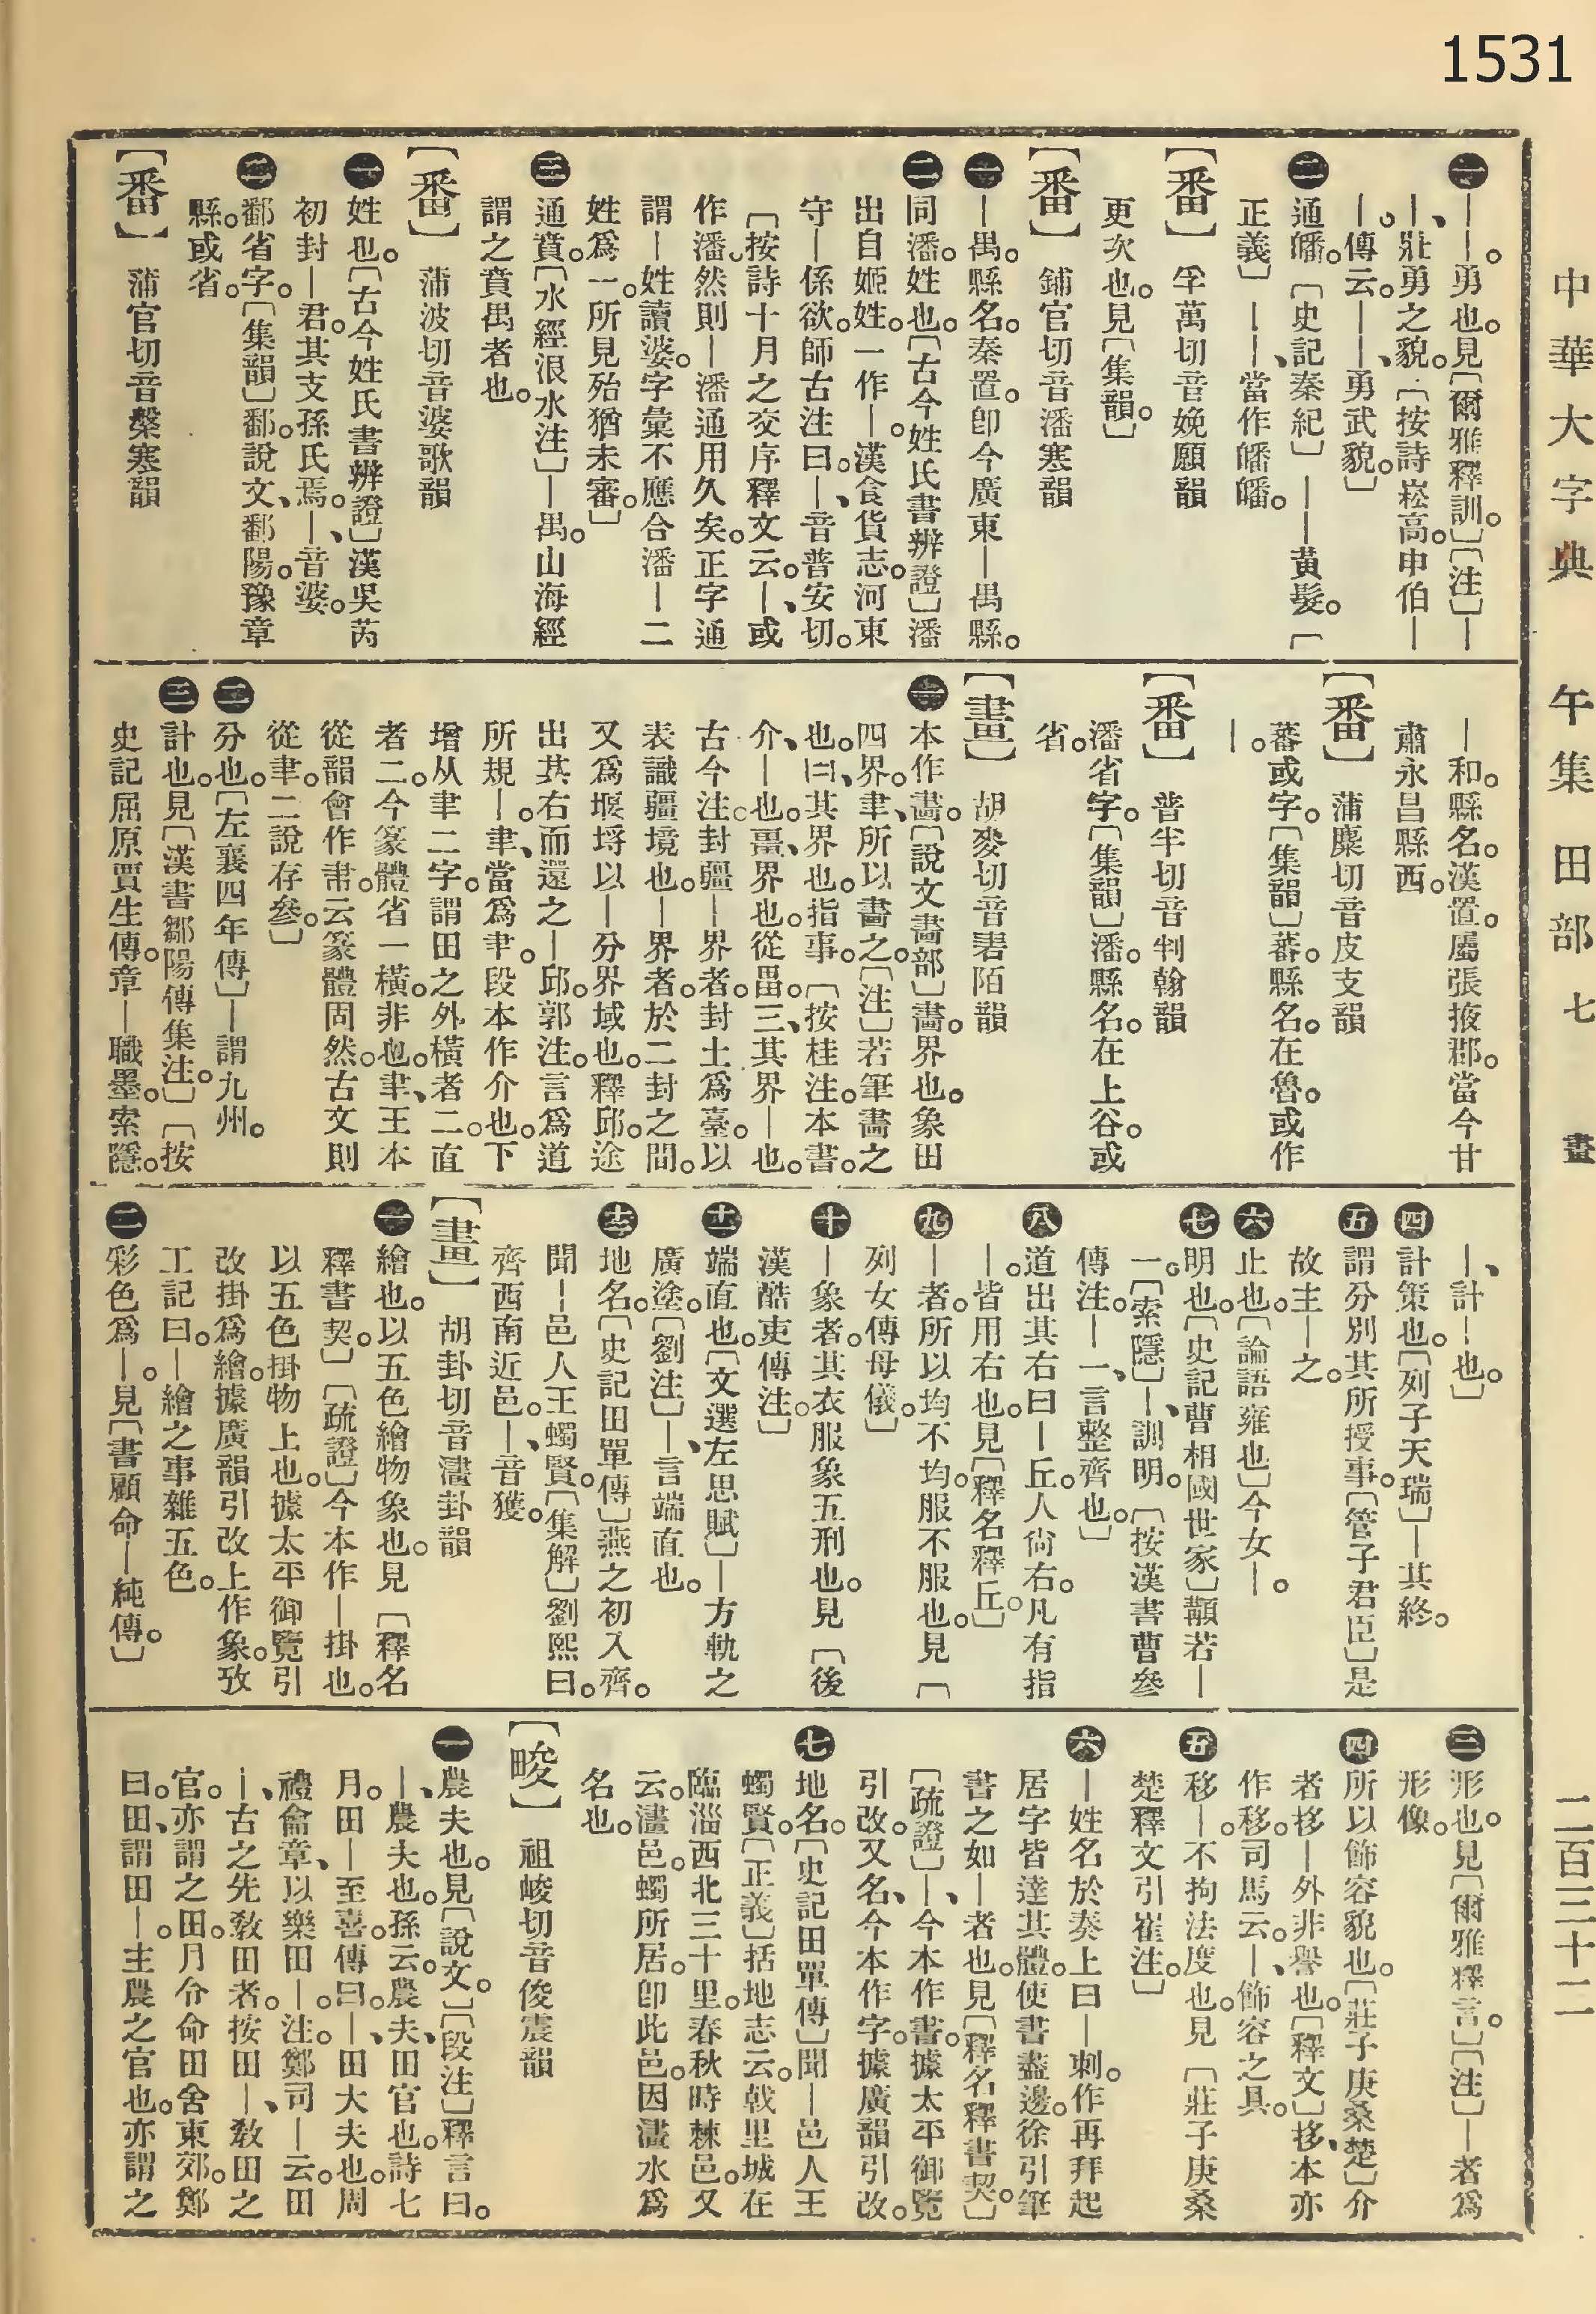 1531
中華大字典　午集　田部　七　畫　二百三十二
㊀——。勇也。見〔爾雅釋訓。〕〔注〕—
—、壯勇之貌。〔按詩崧高。申伯—
—。傳云。——、勇武貌。〕
㊁通皤。〔史記秦紀〕——黃髮。〔
正義〕——、當作皤皤。
【番】孚萬切音娩願韻
更次也。見〔集韻。〕
【番】鋪官切音潘寒韻
㊀—禺。縣名。秦置。卽今廣東—禺縣。
㊁同潘。姓也。〔古今姓氏書辨證〕潘
出自姬姓。一作—。漢食貨志。河東
守—係欲。師古注曰。—、音普安切。
〔按詩十月之交序釋文云。—、或
作潘。然則—潘通用久矣。正字通
謂—姓讀婆。字彙不應合潘—二
姓爲一。所見殆猶未審。〕
㊂通賁。〔水經浪水注〕—禺。山海經
謂之賁禺者也。
【番】蒲波切音婆歌韻
㊀姓也。〔古今姓氏書辨證〕漢吳芮
初封—君。其支孫氏焉。—、音婆。
㊁鄱省字。〔集韻〕鄱。說文、鄱陽。豫章
縣。或省。
【番】蒲官切音槃寒韻
—和。縣名。漢置。屬張掖郡。當今甘
肅永昌縣西。
【番】蒲麋切音皮支韻
蕃或字。〔集韻〕蕃。縣名。在魯。或作
—。
【番】普半切音判翰韻
潘省字。〔集韻〕潘。縣名。在上谷。或
省。
【畫】胡麥切音砉陌韻
㊀本作畵。〔說文畵部〕畵。界也。象田
四界。聿、所以畵之。〔注〕若筆畵之
也。囗、其界也。指事。〔按桂注。本書。
介、—也。畺、界也。從畕。三、其界—也。
古今注。封疆—界者。封土爲臺。以
表識疆境也。—界者。於二封之間。
又爲堳埒以—分界域也。釋邱。途
出其右而還之—邱。郭注。言爲道
所規—。聿、當爲𦘒。段本作介也。下
增从聿二字。謂田之外橫者二。直
者二。今篆體省一橫。非也。聿、王本
從韻會作𦘒。云篆體固然。古文則
從聿。二說存參。〕
㊁分也。〔左襄四年傳〕—謂九州。
㊂計也。見〔漢書鄒陽傳集注。〕〔按
史記屈原賈生傳。章—職墨。索隱。
—、計—也。〕
㊃計策也。〔列子天瑞〕—其終。
㊄謂分別其所授事。〔管子君臣〕是
故主—之。
㊅止也。〔論語雍也〕今女—。
㊆明也。〔史記曹相國世家〕顜若—
一。〔索隱〕—、訓明。〔按漢書曹參
傳注。—一、言整齊也。〕
㊇道出其右曰—丘。人尙右。凡有指
—。皆用右也。見〔釋名釋丘。〕
㊈—者。所以均不均。服不服也。見〔
列女傳母儀。〕
㊉—象者。其衣服象五刑也。見〔後
漢酷吏傳注。〕
⑪端直也。〔文選左思賦〕—方軌之
廣塗。〔劉注〕—、言端直也。
⑫地名。〔史記田單傳〕燕之初入齊。
聞—邑人王蠋賢。〔集解〕劉熙曰。
齊西南近邑。—、音獲。
【畫】胡卦切音澅卦韻
㊀繪也。以五色繪物象也。見〔釋名
釋書契。〕〔疏證〕今本作—掛也。
以五色掛物上也。據太平御覽引
改掛爲繪。據廣韻引改上作象。攷
工記曰。—繪之事雜五色。
㊁彩色爲—。見〔書顧命—純傳。〕
㊂形也。見〔爾雅釋言。〕〔注〕—者爲
形像。
㊃所以飾容貌也。〔莊子庚桑楚〕介
者拸—外非譽也。〔釋文〕拸、本亦
作移。司馬云。—、飾容之具。
㊄移—。不拘法度也。見〔莊子庚桑
楚釋文引崔注。〕
㊅—姓名於奏上曰—刺。作再拜起
居字。皆達其體。使書盡邊。徐引筆
書之如—者也。見〔釋名釋書契。〕
〔疏證〕—、今本作書。據太平御覽
引改。又名、今本作字。據廣韻引改。
㊆地名。〔史記田單傳〕聞—邑人王
蠋賢。〔正義〕括地志云。戟里城在
臨淄西北三十里。春秋時棘邑。又
云。澅邑。蠋所居。卽此邑。因澅水爲
名也。
【畯】祖峻切音俊震韻
㊀農夫也。見〔說文。〕〔段注〕釋言曰。
—、農夫也。孫云。農夫、田官也。詩七
月。田—至喜。傳曰。—、田大夫也。周
禮籥章、以樂田—。注。鄭司—云。田
—、古之先敎田者。按田—、敎田之
官。亦謂之田。月令命田舍東郊。鄭
曰。田、謂田—。主農之官也。亦謂之